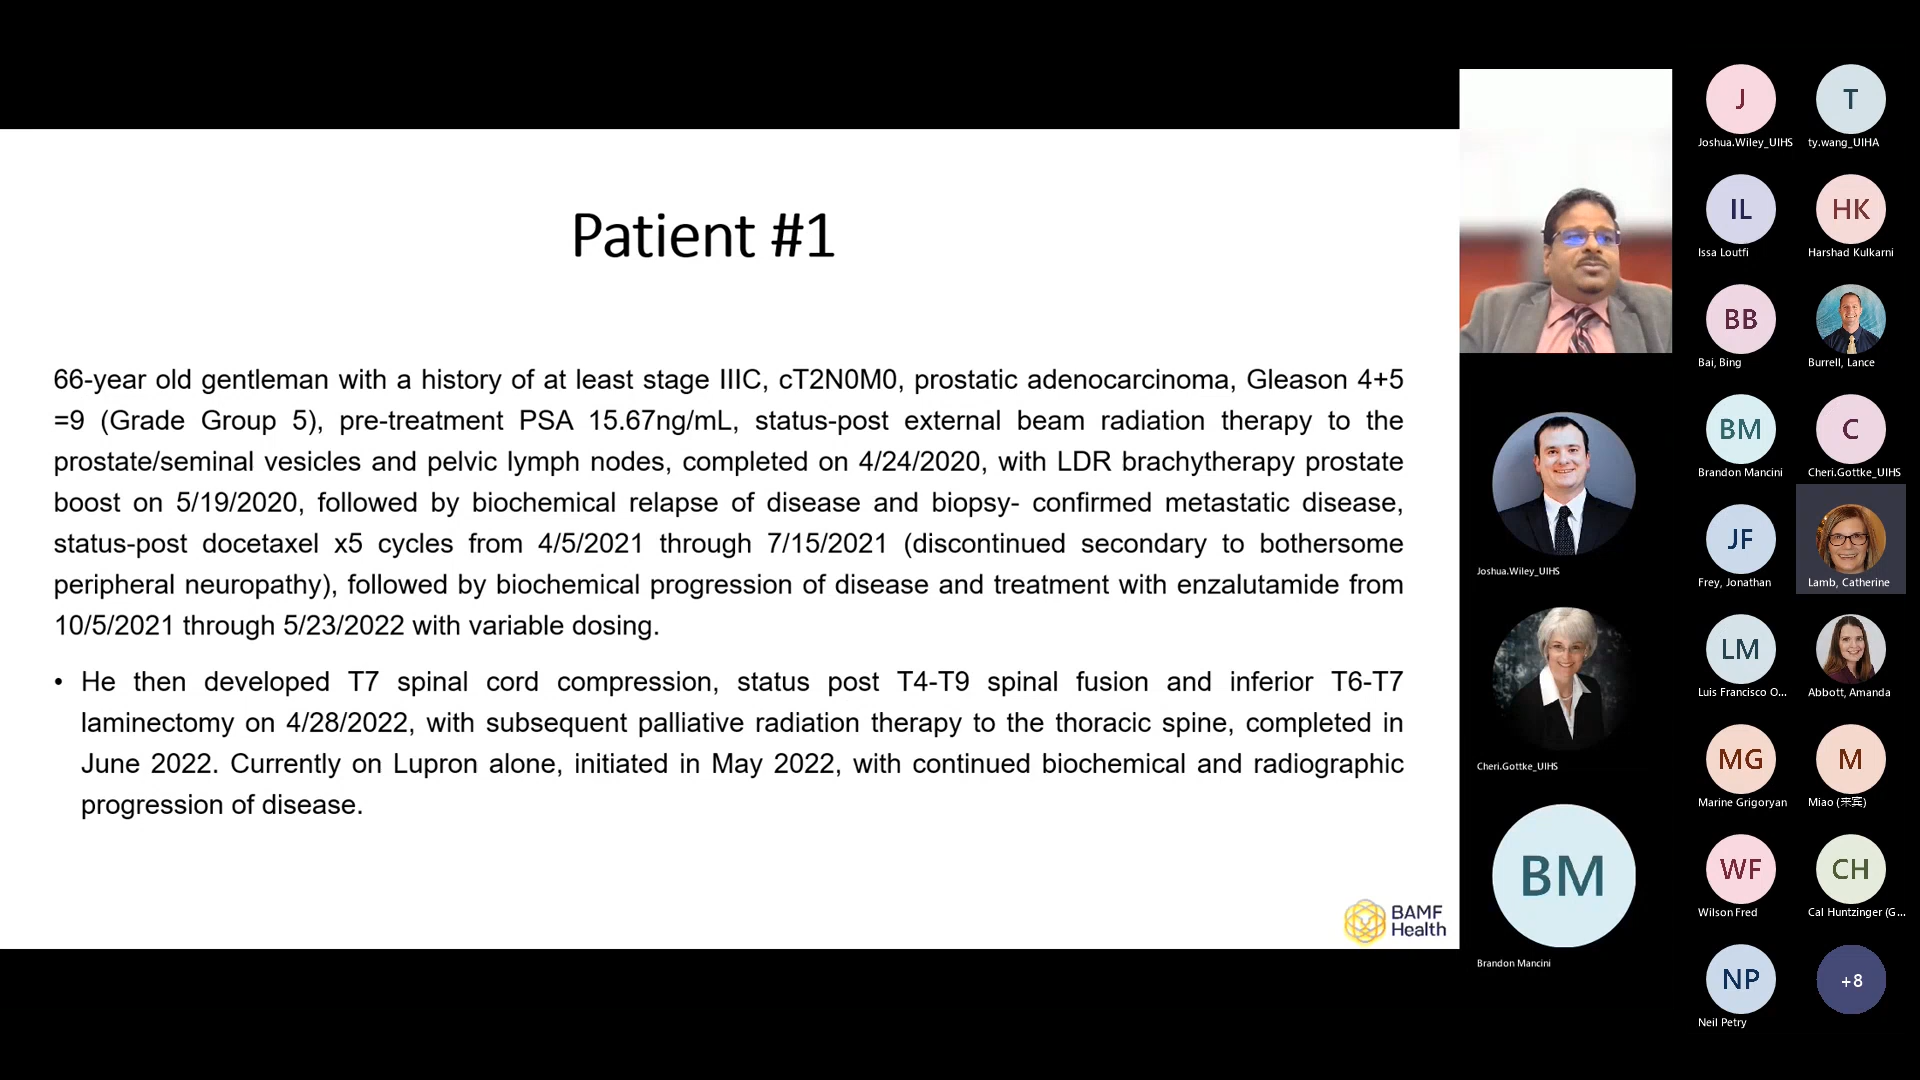 Patient #1
66-year old gentleman with a history of at least stage IIIC, cT2N0M0, prostatic adenocarcinoma, Gleason 4+5
=9 (Grade Group 5), pre-treatment PSA 15.67ng/mL, status-post external beam radiation therapy to the
prostate/seminal vesicles and pelvic lymph nodes, completed on 4/24/2020, with LDR brachytherapy prostate
boost on 5/19/2020, followed by biochemical relapse of disease and biopsy- confirmed metastatic disease,
status-post docetaxel x5 cycles from 4/5/2021 through 7/15/2021 (discontinued secondary to bothersome
peripheral neuropathy), followed by biochemical progression of disease and treatment with enzalutamide from
10/5/2021 through 5/23/2022 with variable dosing.
• He then developed T7 spinal cord compression, status post T4-T9 spinal fusion and inferior T6-T7
laminectomy on 4/28/2022, with subsequent palliative radiation therapy to the thoracic spine, completed in
June 2022. Currently on Lupron alone, initiated in May 2022, with continued biochemical and radiographic
progression of disease.
BAMF
Health
Joshua.Wiley_UIHS
Cheri.Gottke_UIHS
BM
Brandon Mancini
J
Joshua.Wiley_UIHS
T
ty.wang_UIHA
IL
Issa Loutfi
HK
Harshad Kulkarni
BB
Bai, Bing
Burrell, Lance
BM
Brandon Mancini
C
Cheri.Gottke_UIHS
JF
Frey, Jonathan
Lamb, Catherine
LM
Luis Francisco O...
Abbott, Amanda
MG
Marine Grigoryan
M
Miao (来宾)
WF
Wilson Fred
CH
Cal Huntzinger (G...
NP
Neil Petry
+8